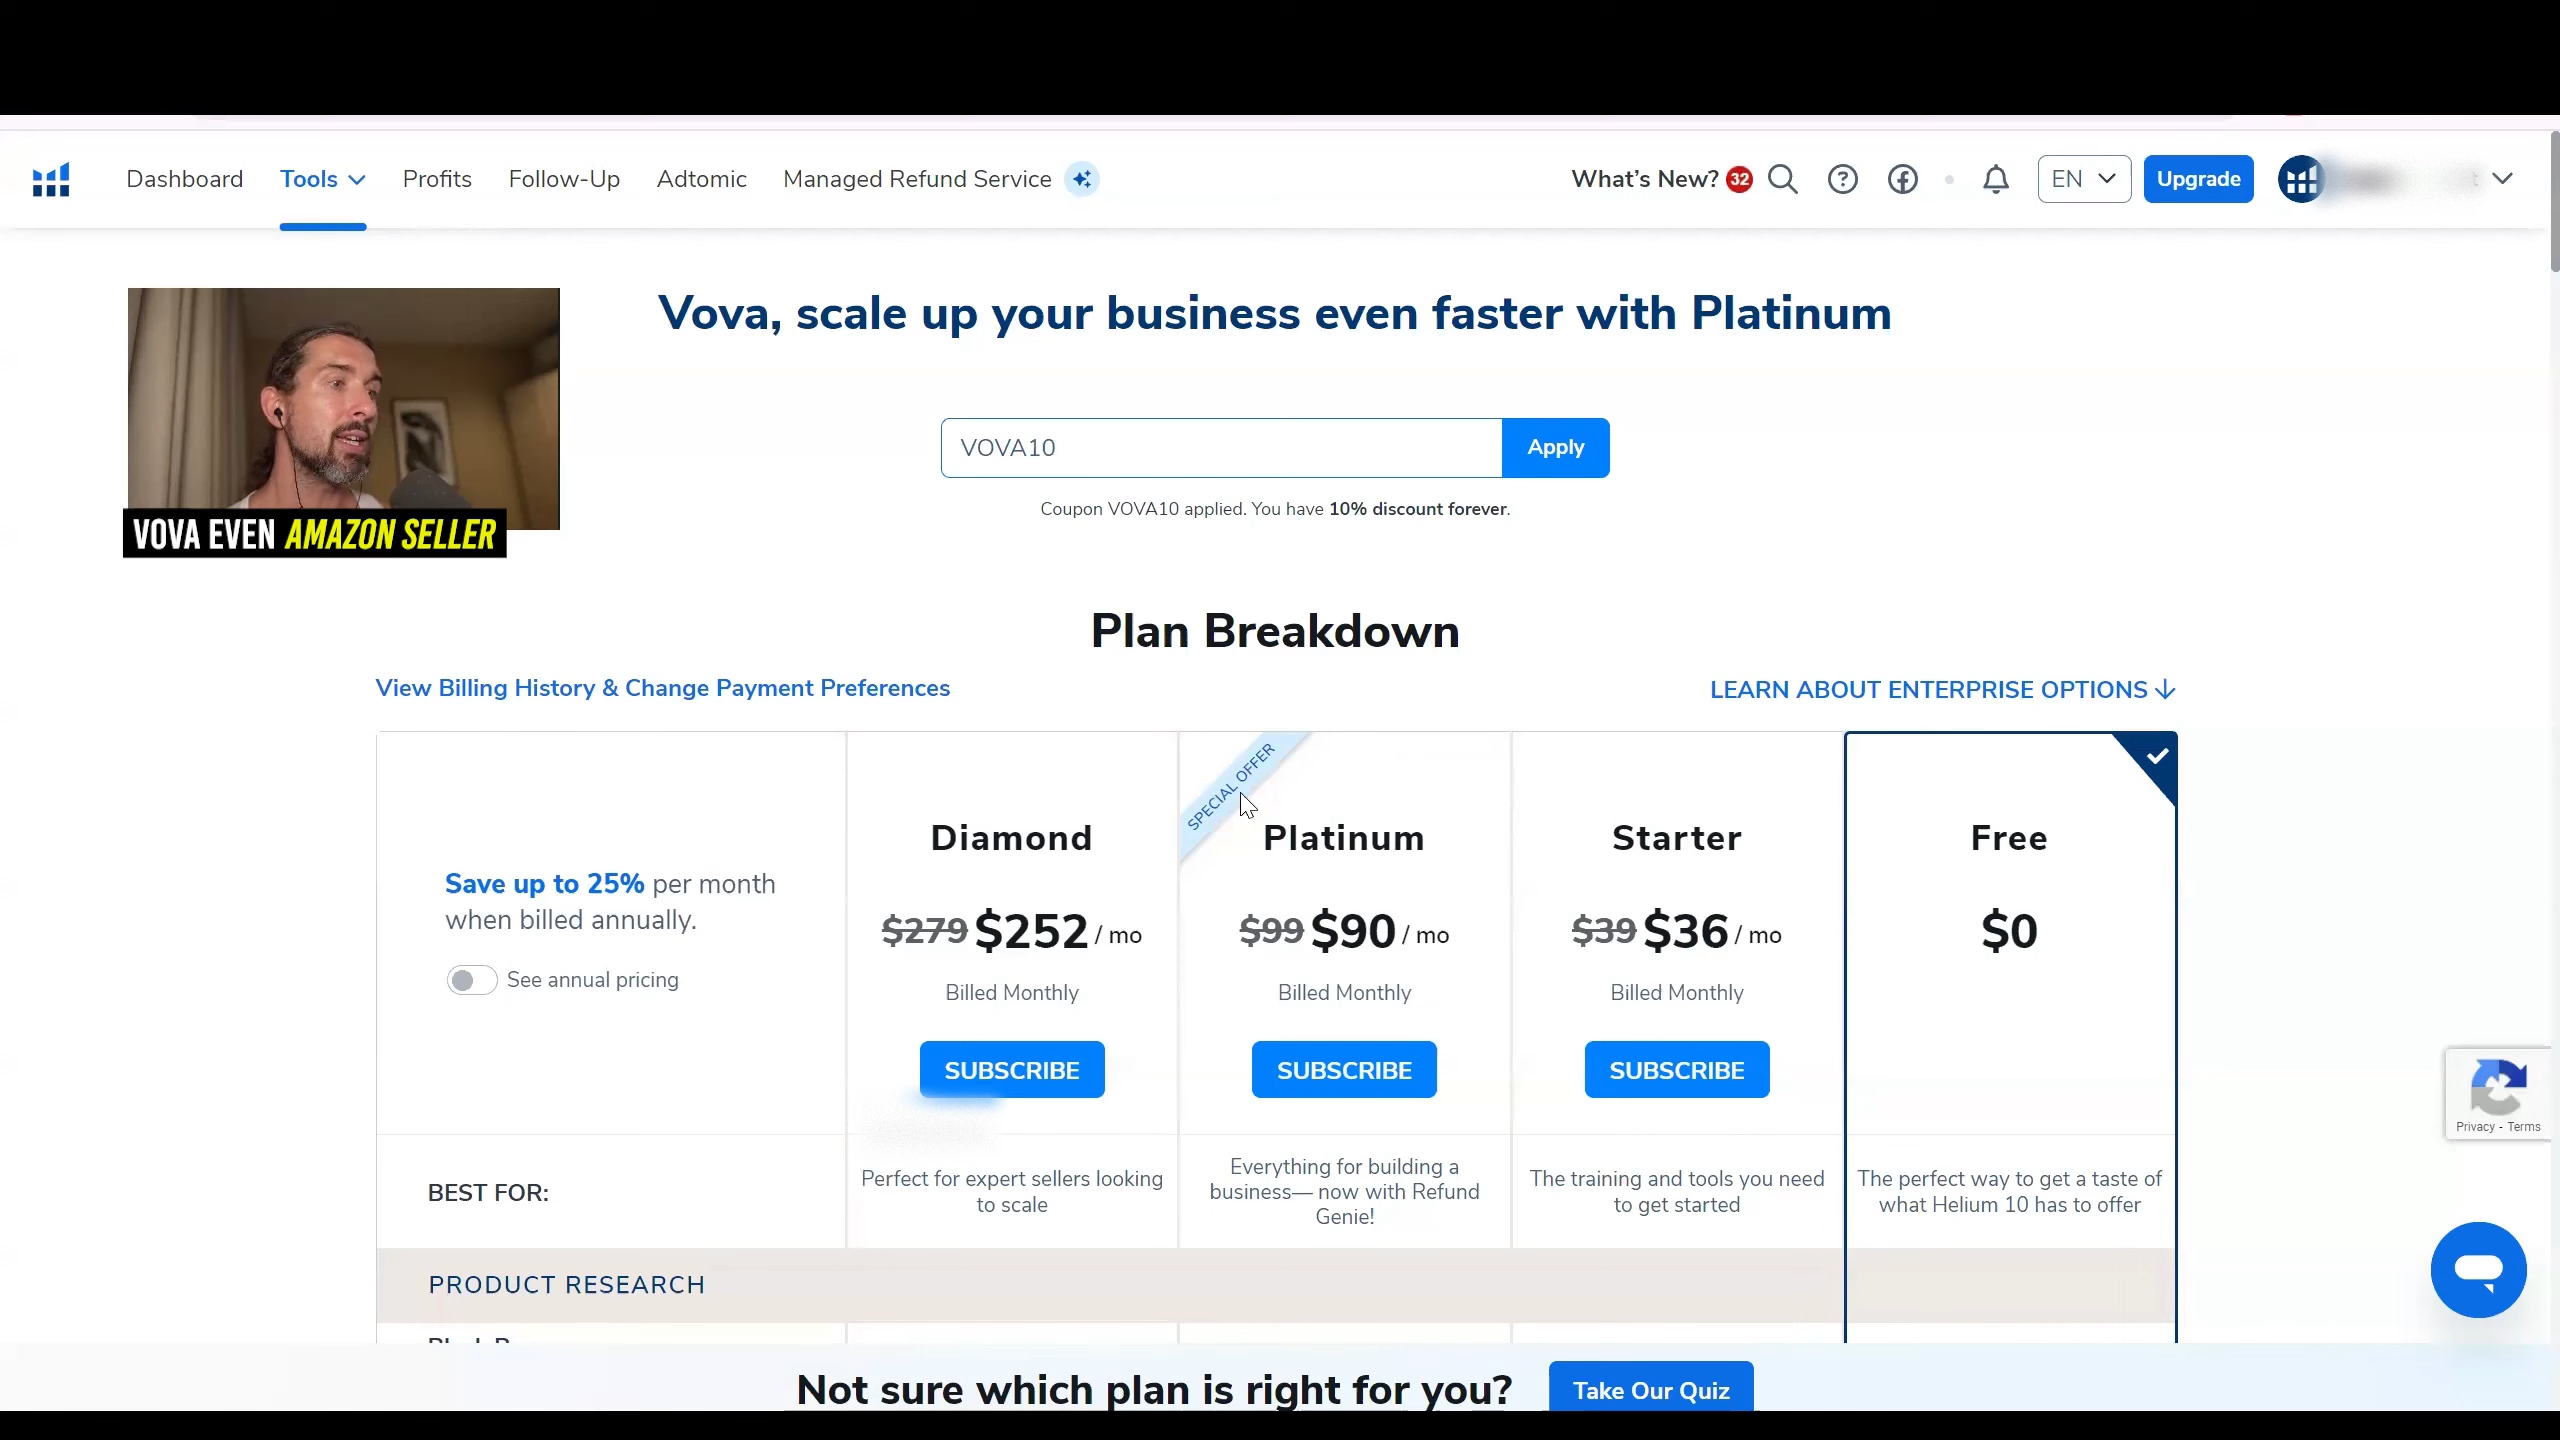 Dashboard Tools Profits Follow-Up Adtomic Managed Refund Service What's New? 32 EN Upgrade
Vova, scale up your business even faster with Platinum
VOVA10 Apply
Coupon VOVA10 applied. You have 10% discount forever.
VOVA EVEN AMAZON SELLER
Plan Breakdown
View Billing History & Change Payment Preferences
LEARN ABOUT ENTERPRISE OPTIONS
Save up to 25% per month
when billed annually.
See annual pricing
Diamond
$279 $252 / mo
Billed Monthly
SUBSCRIBE
SPECIAL OFFER
Platinum
$99 $90 / mo
Billed Monthly
SUBSCRIBE
Starter
$39 $36 / mo
Billed Monthly
SUBSCRIBE
Free
$0
BEST FOR:
Perfect for expert sellers looking
to scale
Everything for building a
business— now with Refund
Genie!
The training and tools you need
to get started
The perfect way to get a taste of
what Helium 10 has to offer
Privacy - Terms
PRODUCT RESEARCH
Not sure which plan is right for you? Take Our Quiz